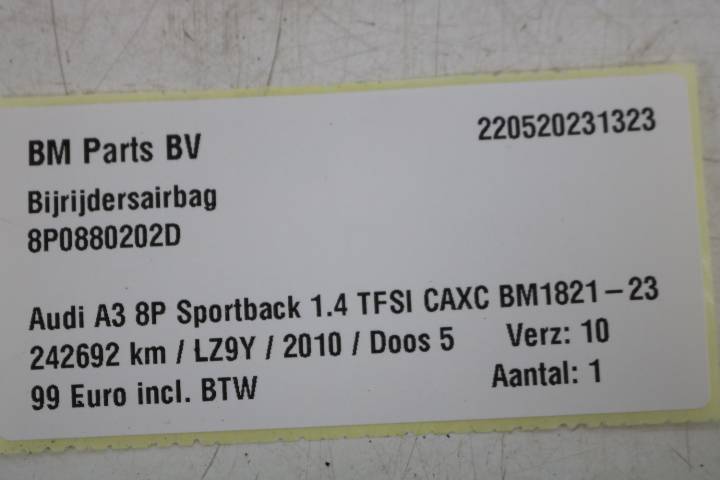 BM Parts BV 220520231323
Bijrijdersairbag
8P0880202D
Audi A3 8P Sportback 1.4 TFSI CAXC BM1821-23
242692 km / LZ9Y / 2010 / Doos 5 Verz: 10
99 Euro incl. BTW Aantal: 1